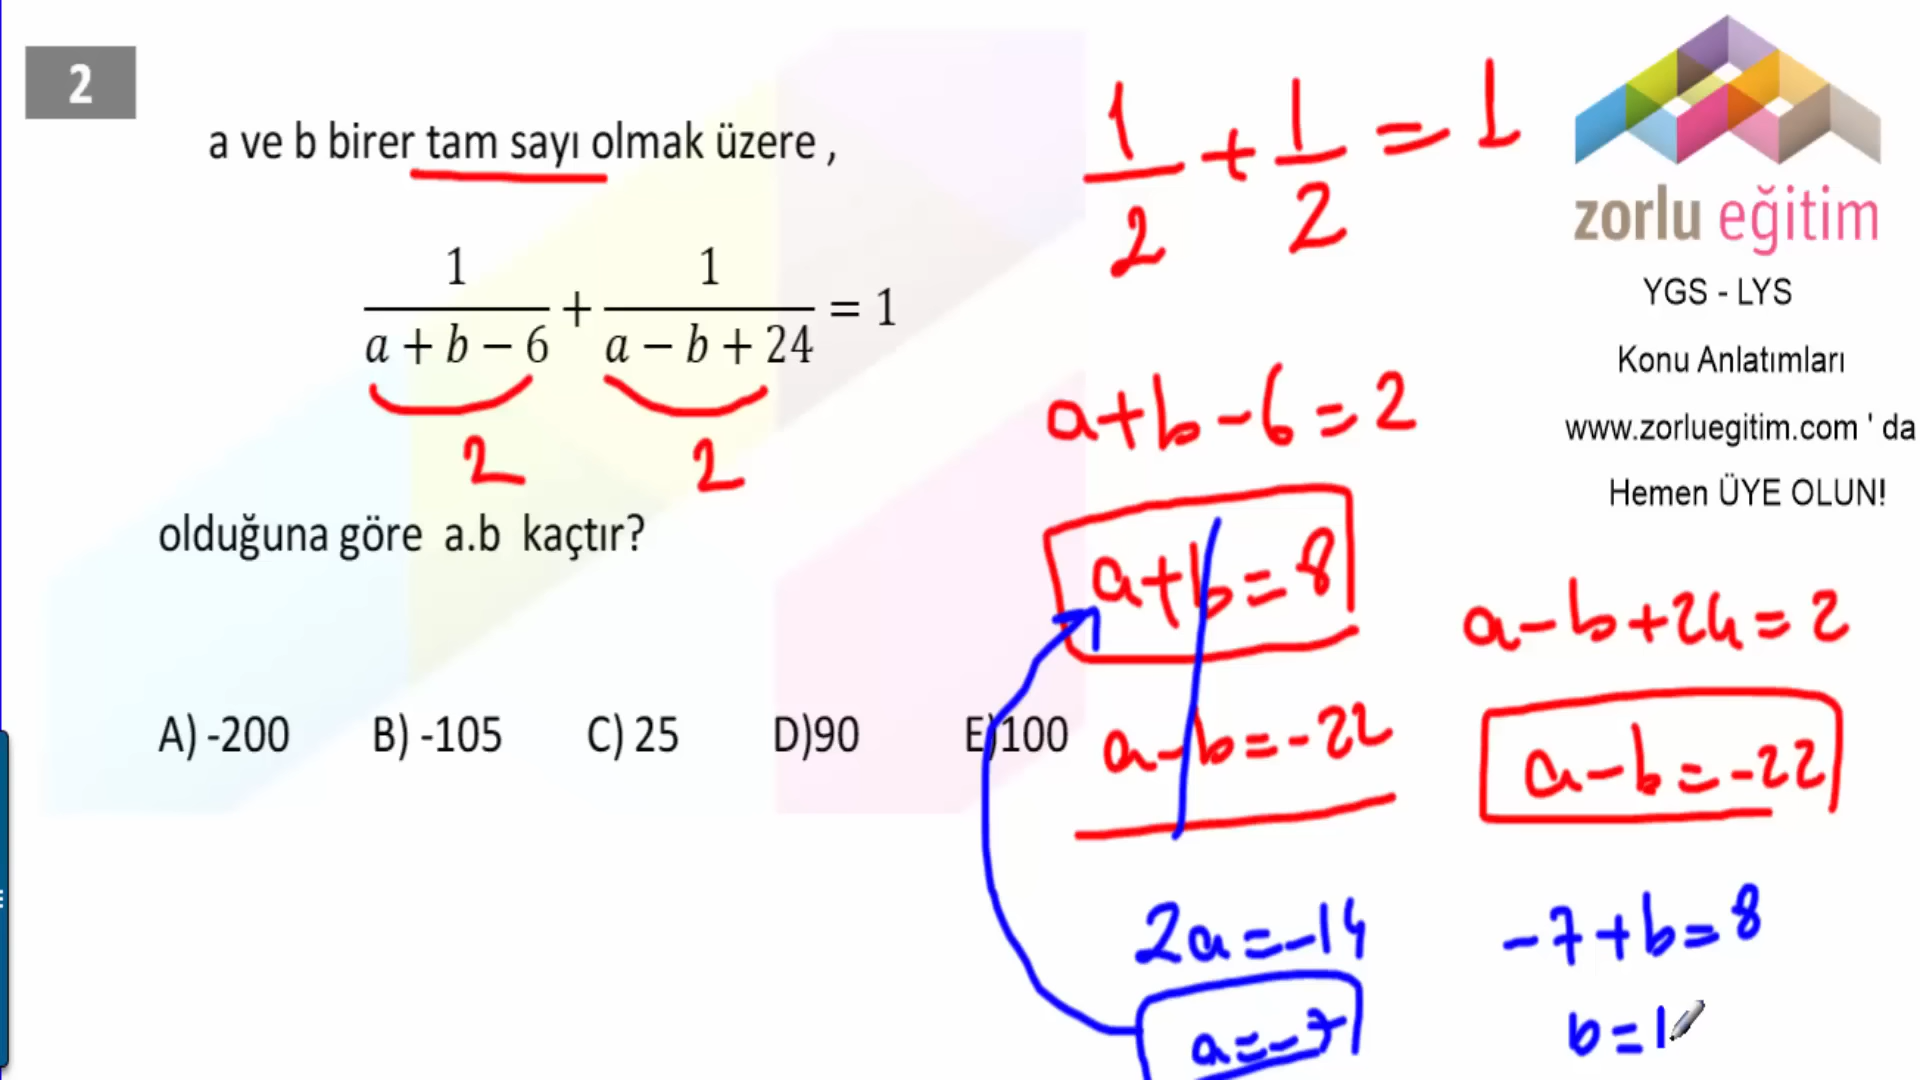 2
a ve b birer tam sayı olmak üzere ,
1/(a + b − 6) + 1/(a − b + 24) = 1
2 2
olduğuna göre a.b kaçtır?
A) -200 B) -105 C) 25 D)90 E)100
1/2 + 1/2 = 1
a+b-6=2
a+b=8
a-b=-22
2a=-14
a=-7
a-b+24=2
a-b=-22
-7+b=8
b=1
zorlu eğitim
YGS - LYS
Konu Anlatımları
www.zorluegitim.com ' da
Hemen ÜYE OLUN!